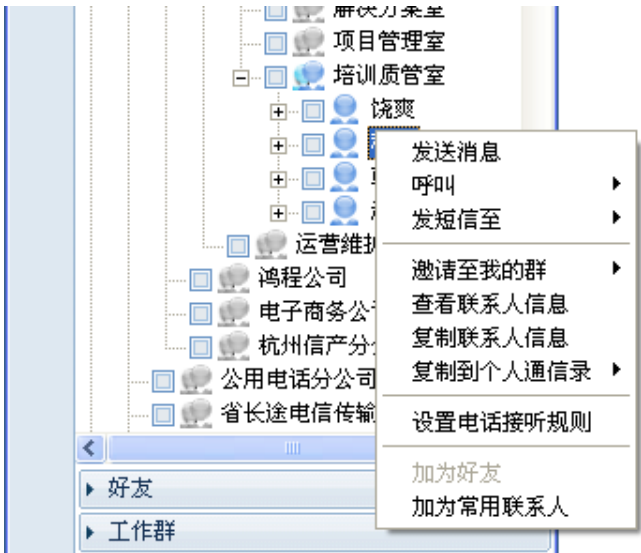 解决方案室
项目管理室
培训质管室
饶爽
运营维护
鸿程公司
电子商务公
杭州信产分
公用电话分公司
省长途电信传输
好友
工作群
发送消息
呼叫
发短信至
邀请至我的群
查看联系人信息
复制联系人信息
复制到个人通信录
设置电话接听规则
加为好友
加为常用联系人